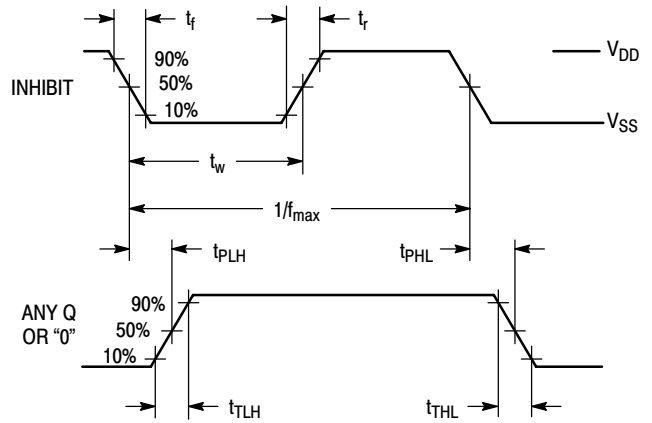 t_f
t_r
90%
V_DD
INHIBIT
50%
10%
V_SS
t_w
1/f_max
t_PLH
t_PHL
90%
ANY Q
50%
OR “0”
10%
t_TLH
t_THL